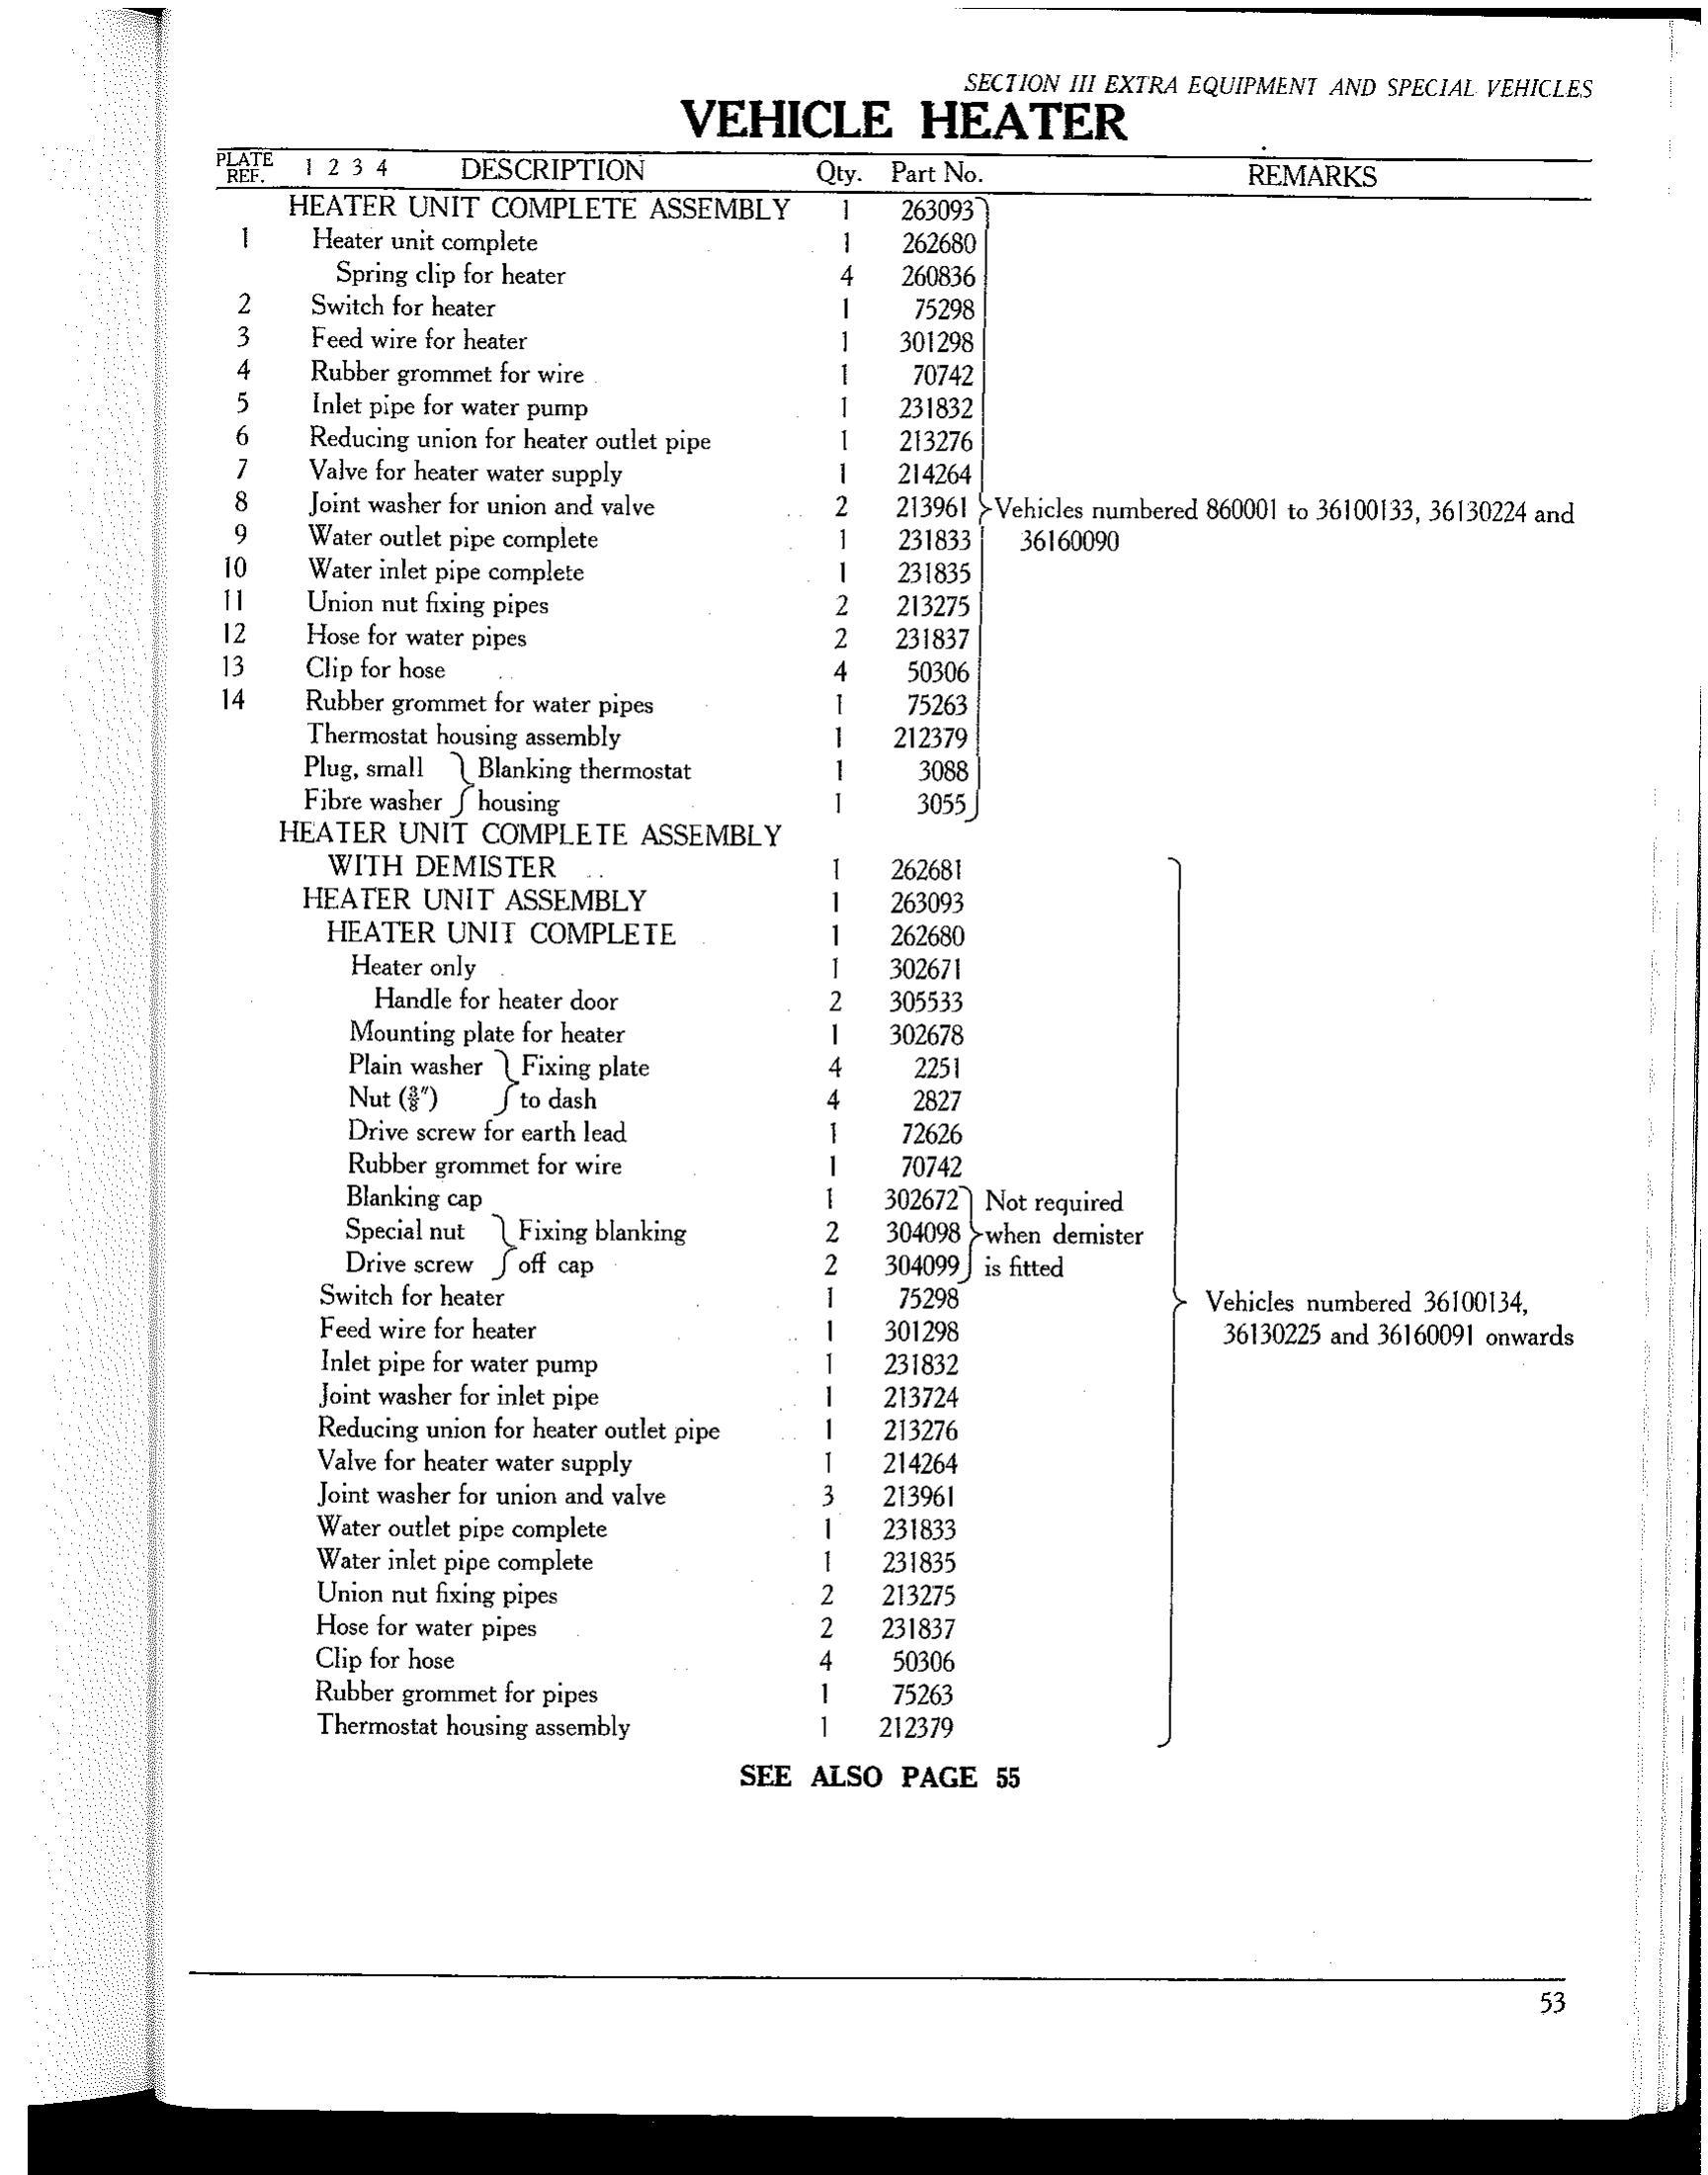 SECTION III EXTRA EQUIPMENT AND SPECIAL VEHICLES
VEHICLE HEATER
PLATE REF. 1 2 3 4 DESCRIPTION Qty. Part No. REMARKS
HEATER UNIT COMPLETE ASSEMBLY 1 263093
1 Heater unit complete 1 262680
Spring clip for heater 4 260836
2 Switch for heater 1 75298
3 Feed wire for heater 1 301298
4 Rubber grommet for wire 1 70742
5 Inlet pipe for water pump 1 231832
6 Reducing union for heater outlet pipe 1 213276
7 Valve for heater water supply 1 214264
8 Joint washer for union and valve 2 213961 Vehicles numbered 860001 to 36100133, 36130224 and
9 Water outlet pipe complete 1 231833 36160090
10 Water inlet pipe complete 1 231835
11 Union nut fixing pipes 2 213275
12 Hose for water pipes 2 231837
13 Clip for hose 4 50306
14 Rubber grommet for water pipes 1 75263
Thermostat housing assembly 1 212379
Plug, small } Blanking thermostat 1 3088
Fibre washer } housing 1 3055
HEATER UNIT COMPLETE ASSEMBLY
WITH DEMISTER 1 262681
HEATER UNIT ASSEMBLY 1 263093
HEATER UNIT COMPLETE 1 262680
Heater only 1 302671
Handle for heater door 2 305533
Mounting plate for heater 1 302678
Plain washer } Fixing plate 4 2251
Nut (⅜") } to dash 4 2827
Drive screw for earth lead 1 72626
Rubber grommet for wire 1 70742
Blanking cap 1 302672 Not required
Special nut } Fixing blanking 2 304098 when demister
Drive screw } off cap 2 304099 is fitted
Switch for heater 1 75298 Vehicles numbered 36100134,
Feed wire for heater 1 301298 36130225 and 36160091 onwards
Inlet pipe for water pump 1 231832
Joint washer for inlet pipe 1 213724
Reducing union for heater outlet pipe 1 213276
Valve for heater water supply 1 214264
Joint washer for union and valve 3 213961
Water outlet pipe complete 1 231833
Water inlet pipe complete 1 231835
Union nut fixing pipes 2 213275
Hose for water pipes 2 231837
Clip for hose 4 50306
Rubber grommet for pipes 1 75263
Thermostat housing assembly 1 212379
SEE ALSO PAGE 55
53